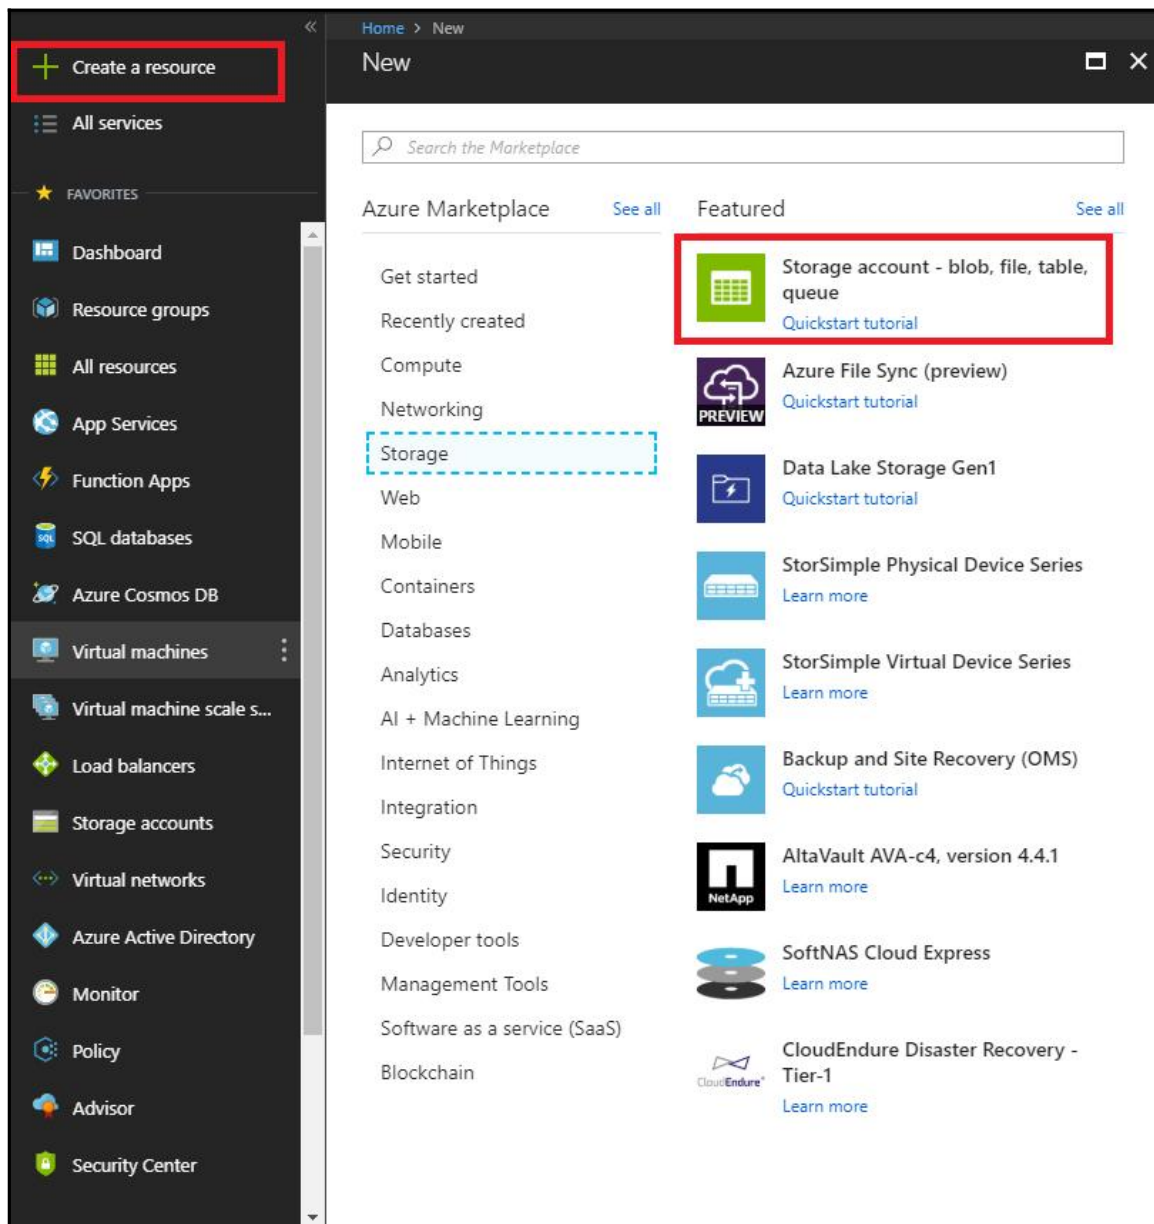 Create a resource
All services
FAVORITES
Dashboard
Resource groups
All resources
App Services
Function Apps
SQL databases
Azure Cosmos DB
Virtual machines
Virtual machine scale s...
Load balancers
Storage accounts
Virtual networks
Azure Active Directory
Monitor
Policy
Advisor
Security Center
Home > New
New
Search the Marketplace
Azure Marketplace See all
Get started
Recently created
Compute
Networking
Storage
Web
Mobile
Containers
Databases
Analytics
AI + Machine Learning
Internet of Things
Integration
Security
Identity
Developer tools
Management Tools
Software as a service (SaaS)
Blockchain
Featured See all
Storage account - blob, file, table,
queue
Quickstart tutorial
PREVIEW
Azure File Sync (preview)
Quickstart tutorial
Data Lake Storage Gen1
Quickstart tutorial
StorSimple Physical Device Series
Learn more
StorSimple Virtual Device Series
Learn more
Backup and Site Recovery (OMS)
Quickstart tutorial
NetApp
AltaVault AVA-c4, version 4.4.1
Learn more
SoftNAS Cloud Express
Learn more
CloudEndure
CloudEndure Disaster Recovery -
Tier-1
Learn more